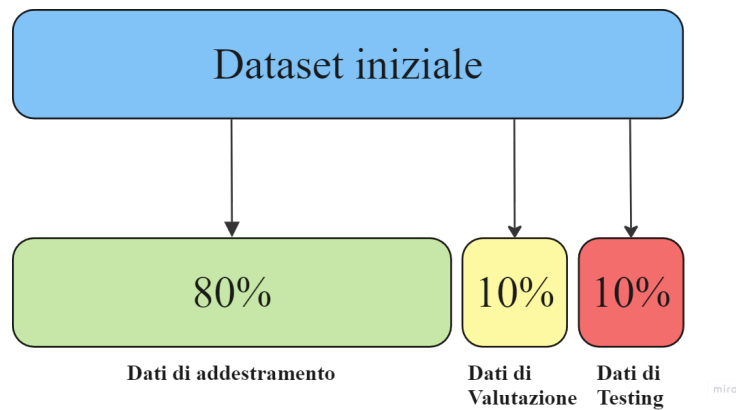 Dataset iniziale
80%
10%
10%
Dati di addestramento
Dati di
Valutazione
Dati di
Testing
miro